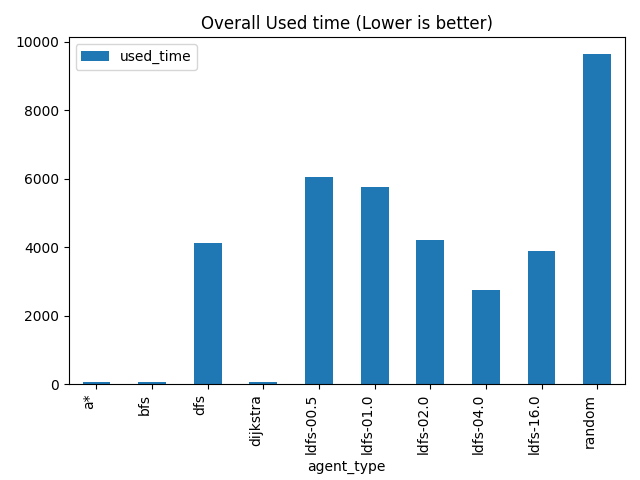 Overall Used time (Lower is better)
used_time
10000
8000
6000
4000
2000
0
a*
bfs
dfs
dijkstra
ldfs-00.5
ldfs-01.0
ldfs-02.0
ldfs-04.0
ldfs-16.0
random
agent_type